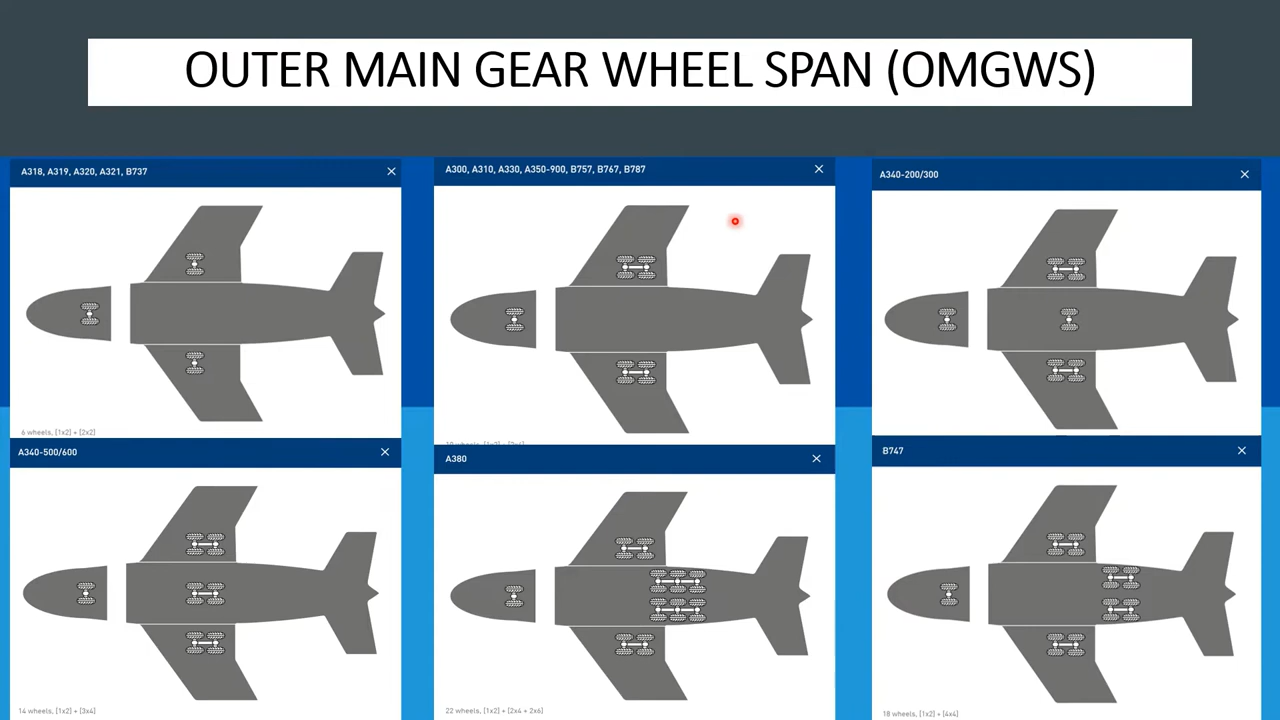 OUTER MAIN GEAR WHEEL SPAN (OMGWS)
A318, A319, A320, A321, B737
6 wheels, [1x2] + [2x2]
A300, A310, A330, A350-900, B757, B767, B787
A340-200/300
A340-500/600
14 wheels, [1x2] + [3x4]
A380
22 wheels, [1x2] + [2x4 + 2x6]
B747
18 wheels, [1x2] + [4x4]